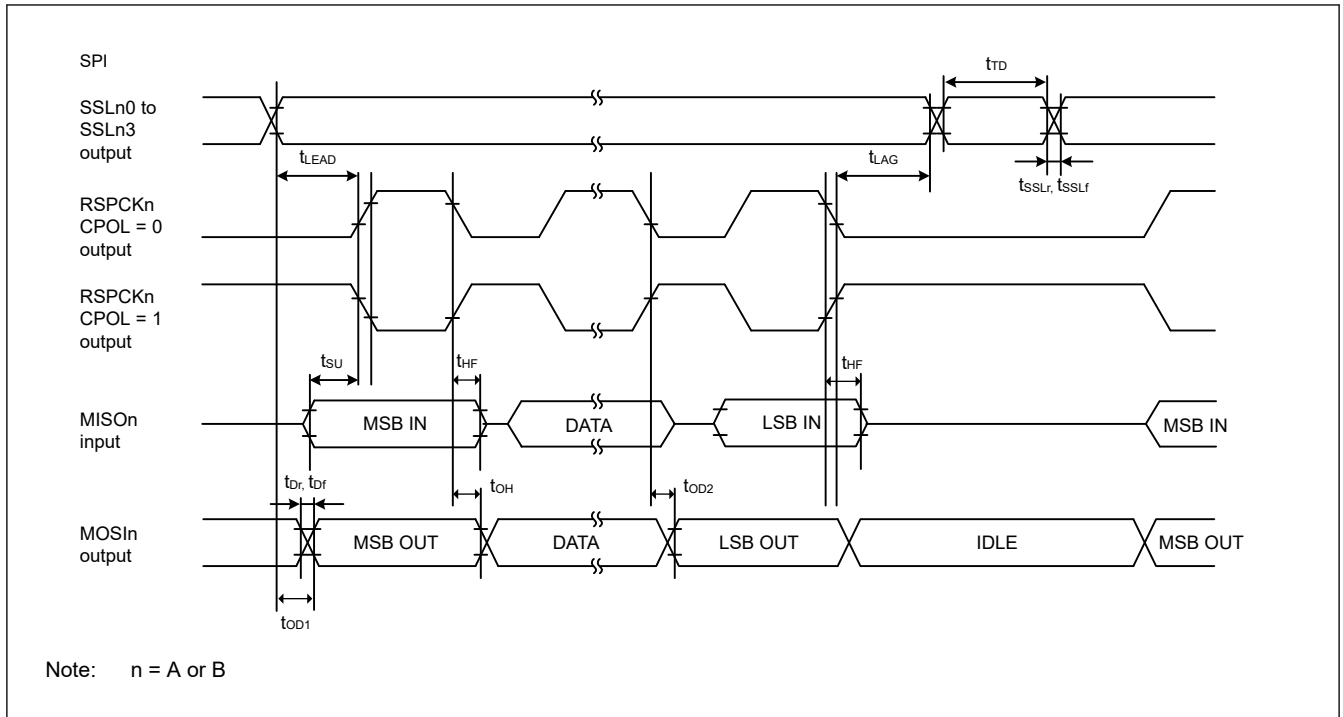 SPI
tTD
SSLn0 to
SSLn3
output
tLEAD
tLAG
tSSLr, tSSLf
RSPCKn
CPOL = 0
output
RSPCKn
CPOL = 1
output
tSU
tHF
tHF
MISOn
input
MSB IN
DATA
LSB IN
MSB IN
tDr, tDf
tOH
tOD2
MOSIn
output
MSB OUT
DATA
LSB OUT
IDLE
MSB OUT
tOD1
Note: n = A or B